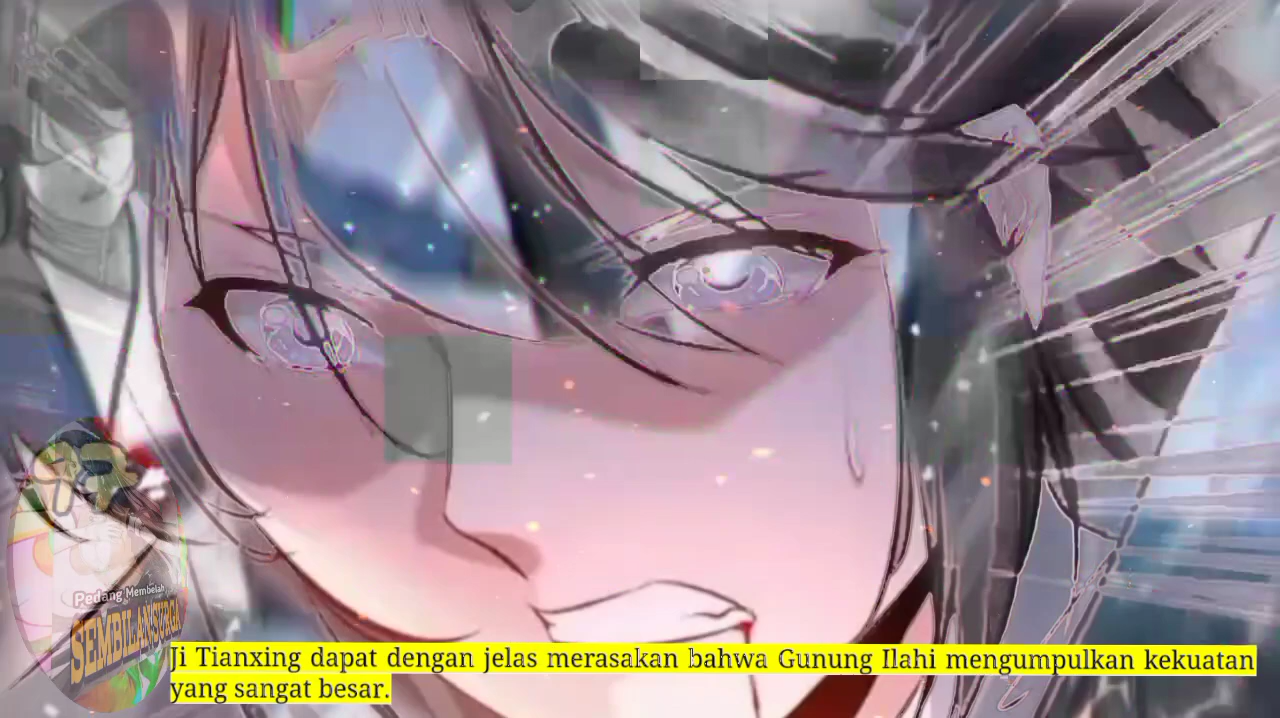 Pedang Membelah
SEMBILAN SURGA
Ji Tianxing dapat dengan jelas merasakan bahwa Gunung Ilahi mengumpulkan kekuatan
yang sangat besar.